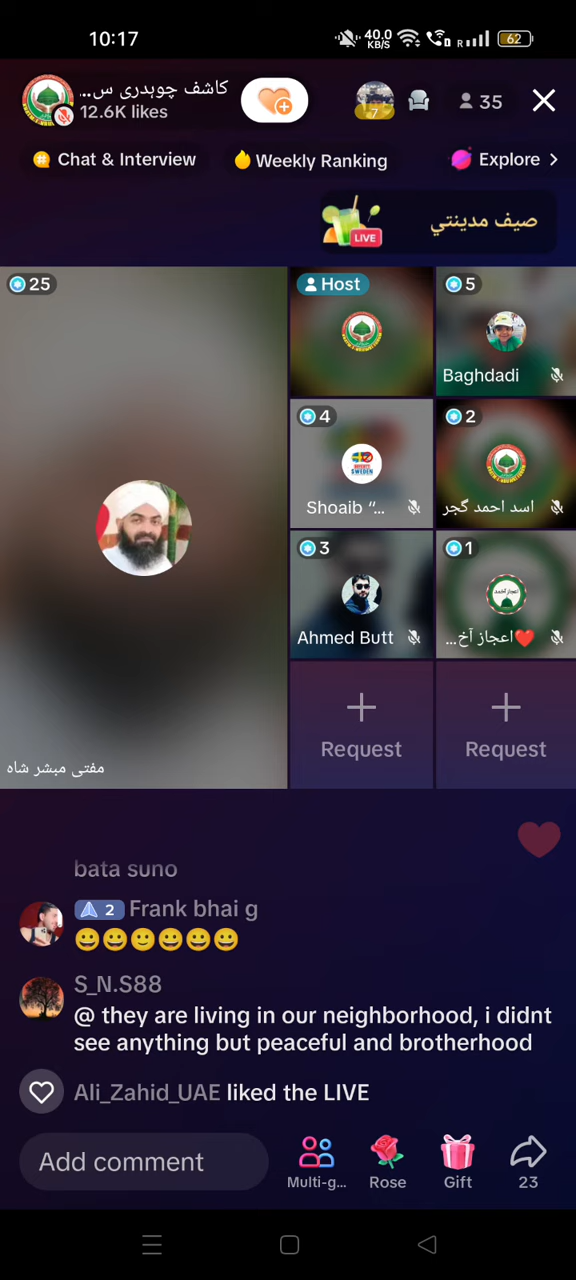 10:17
40.0
KB/S
R
62
کاشف چوہدری س...
12.6K likes
7
35
Chat & Interview
Weekly Ranking
Explore
LIVE
صيف مدينتي
25
Host
5
Baghdadi
4
Shoaib “...
2
اسد احمد گجر
3
Ahmed Butt
1
❤️اعجاز آخ...
مفتی مبشر شاہ
+
Request
+
Request
bata suno
2 Frank bhai g
😀😀🙂😀😀😀
S_N.S88
@ they are living in our neighborhood, i didnt
see anything but peaceful and brotherhood
Ali_Zahid_UAE liked the LIVE
Add comment
Multi-g...
Rose
Gift
23